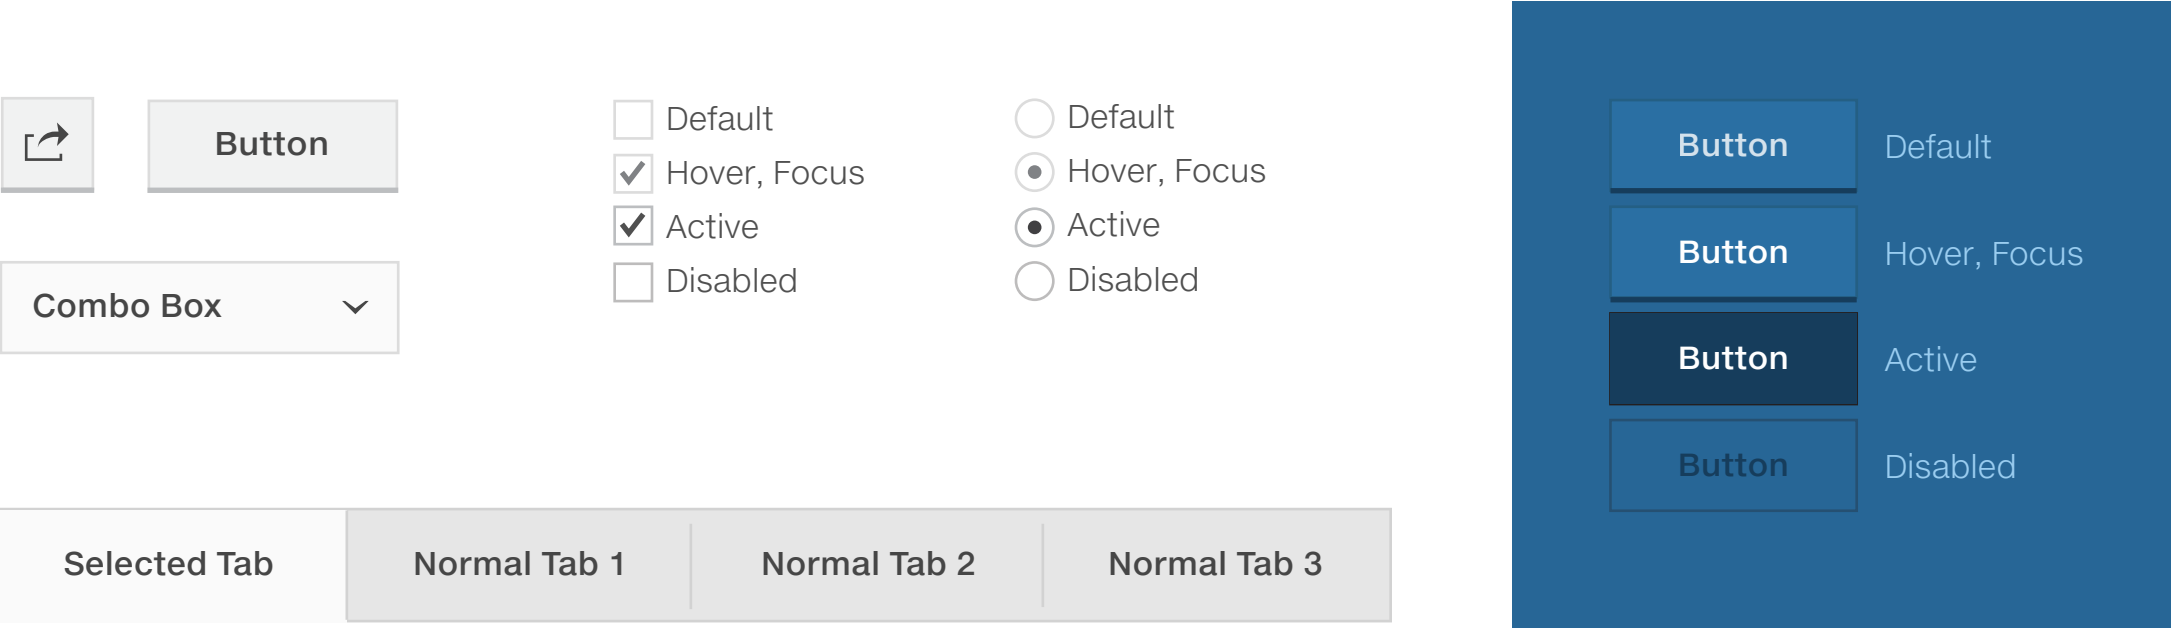 Button
Combo Box
Default
Hover, Focus
Active
Disabled
Default
Hover, Focus
Active
Disabled
Selected Tab
Normal Tab 1
Normal Tab 2
Normal Tab 3
Button Default
Button Hover, Focus
Button Active
Button Disabled